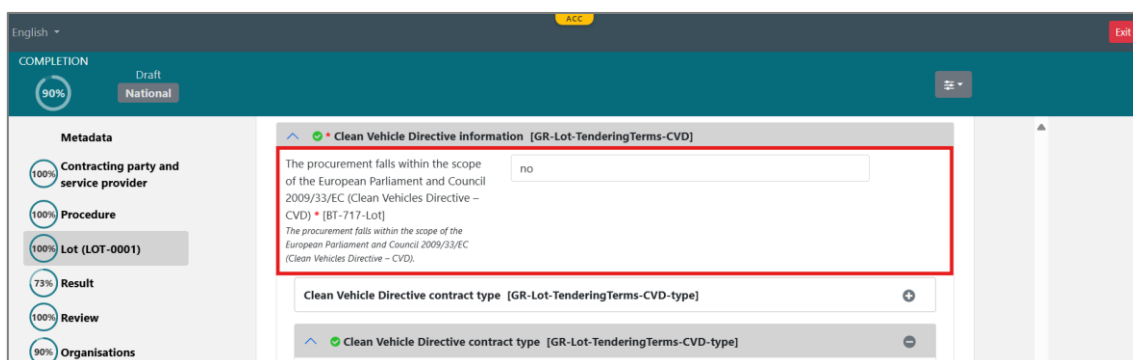 ACC
English
Exit
COMPLETION
90%
Draft
National
Metadata
100% Contracting party and
service provider
100% Procedure
100% Lot (LOT-0001)
73% Result
100% Review
90% Organisations
* Clean Vehicle Directive information [GR-Lot-TenderingTerms-CVD]
The procurement falls within the scope
of the European Parliament and Council
2009/33/EC (Clean Vehicles Directive –
CVD) * [BT-717-Lot]
no
The procurement falls within the scope of the
European Parliament and Council 2009/33/EC
(Clean Vehicles Directive – CVD).
Clean Vehicle Directive contract type [GR-Lot-TenderingTerms-CVD-type]
Clean Vehicle Directive contract type [GR-Lot-TenderingTerms-CVD-type]